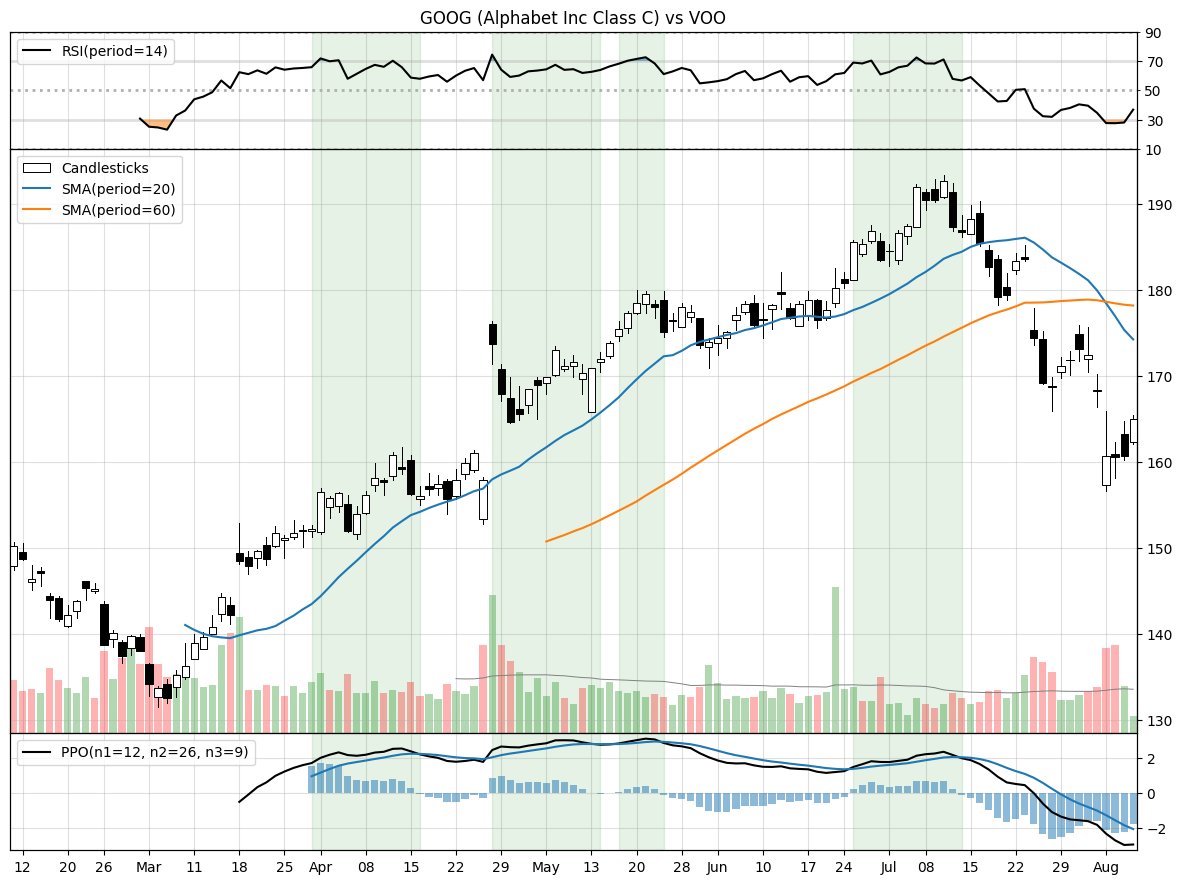 GOOG (Alphabet Inc Class C) vs VOO
RSI(period=14)
90
70
50
30
10
Candlesticks
SMA(period=20)
SMA(period=60)
190
180
170
160
150
140
130
PPO(n1=12, n2=26, n3=9)
2
0
−2
12 20 26 Mar 11 18 25 Apr 08 15 22 May 13 20 28 Jun 10 17 24 Jul 08 15 22 29 Aug